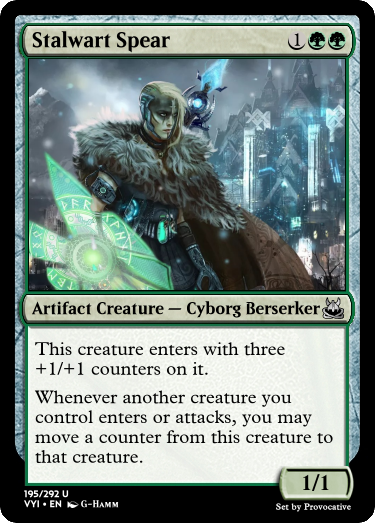 Stalwart Spear 1
Artifact Creature — Cyborg Berserker
This creature enters with three
+1/+1 counters on it.
Whenever another creature you
control enters or attacks, you may
move a counter from this creature to
that creature.
1/1
195/292 U
VYI • EN G-Hamm
Set by Provocative